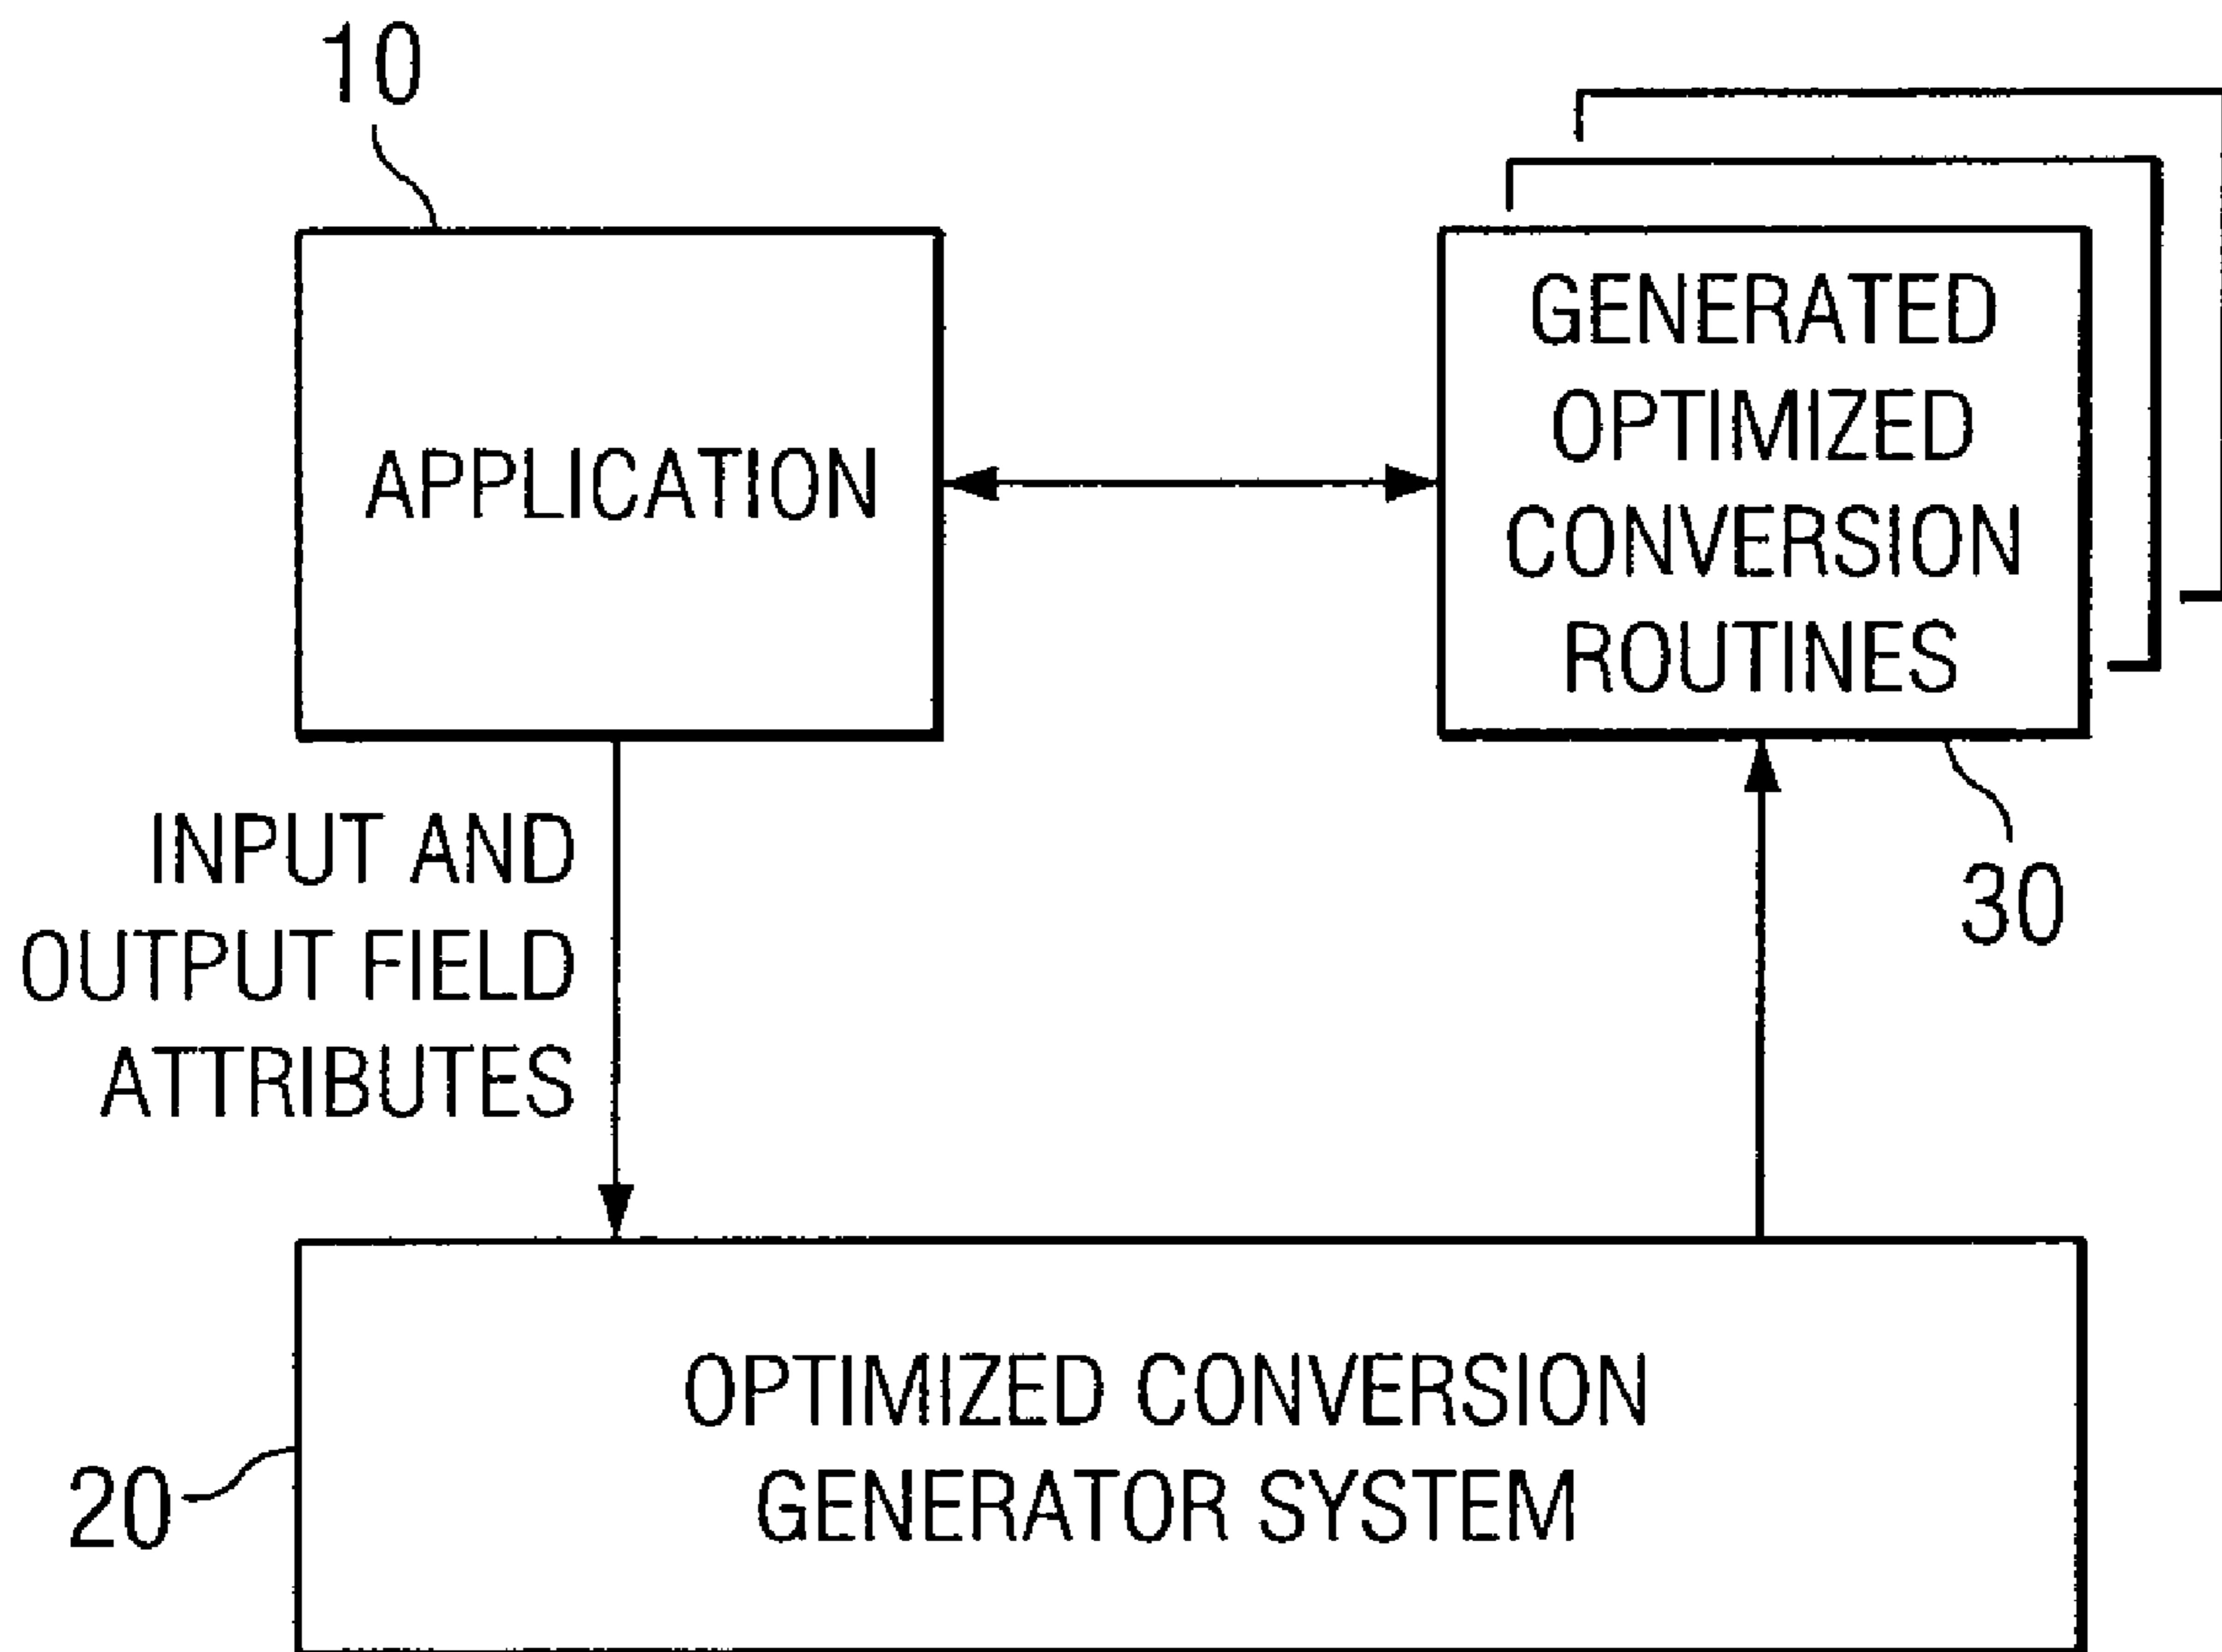 10
APPLICATION
GENERATED
OPTIMIZED
CONVERSION
ROUTINES
INPUT AND
OUTPUT FIELD
ATTRIBUTES
30
OPTIMIZED CONVERSION
GENERATOR SYSTEM
20